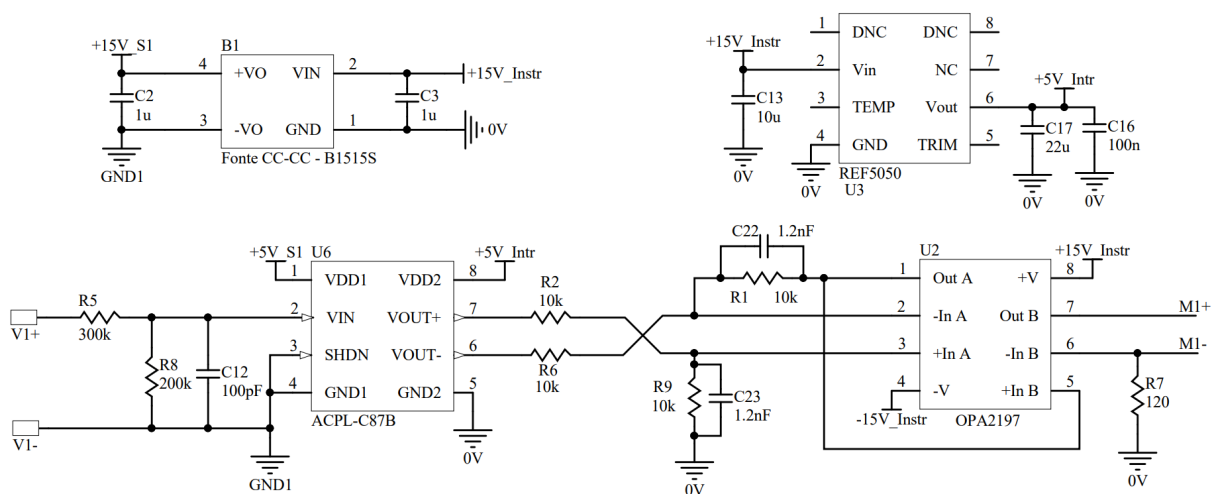 +15V_S1
B1
4
+VO
VIN
2
+15V_Instr
C2
1u
C3
1u
3
-VO
GND
1
0V
Fonte CC-CC - B1515S
GND1
1
DNC
DNC
8
+15V_Instr
2
Vin
NC
7
+5V_Intr
C13
10u
3
TEMP
Vout
6
C17
22u
C16
100n
4
GND
TRIM
5
REF5050
U3
0V
0V
0V
0V
+5V_S1
U6
+5V_Intr
1
VDD1
VDD2
8
R5
300k
V1+
2
VIN
VOUT+
7
R2
10k
3
SHDN
VOUT-
6
R6
10k
R8
200k
C12
100pF
4
GND1
GND2
5
ACPL-C87B
V1-
GND1
0V
C22
1.2nF
R1
10k
U2
+15V_Instr
1
Out A
+V
8
2
-In A
Out B
7
M1+
3
+In A
-In B
6
M1-
R9
10k
C23
1.2nF
4
-V
+In B
5
R7
120
-15V_Instr
OPA2197
0V
0V